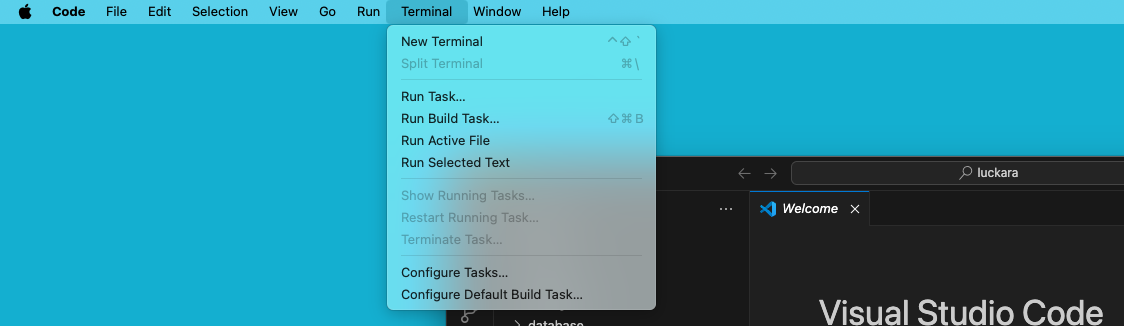 Code File Edit Selection View Go Run Terminal Window Help
New Terminal ^⇧`
Split Terminal ⌘\
Run Task...
Run Build Task... ⇧⌘B
Run Active File
Run Selected Text
Show Running Tasks...
Restart Running Task...
Terminate Task...
Configure Tasks...
Configure Default Build Task...
← → luckara
... Welcome ×
Visual Studio Code
> database